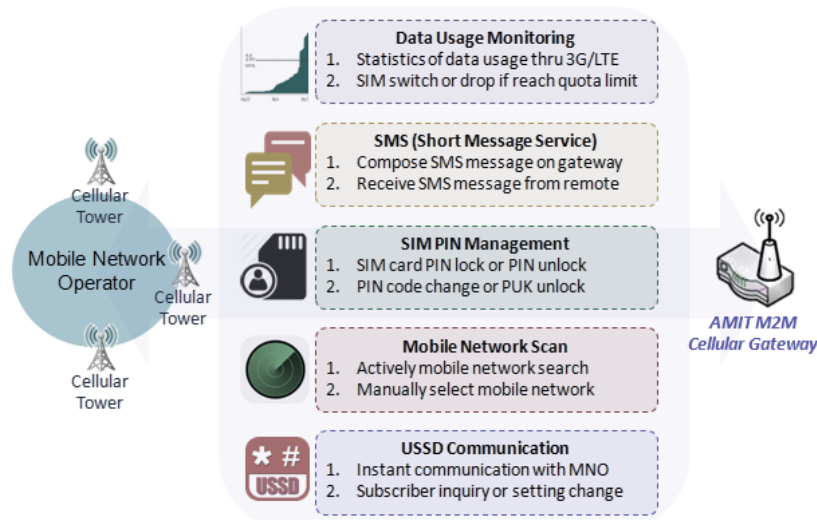 Data Usage Monitoring
1. Statistics of data usage thru 3G/LTE
2. SIM switch or drop if reach quota limit
SMS (Short Message Service)
1. Compose SMS message on gateway
2. Receive SMS message from remote
Cellular
Tower
Mobile Network
Operator
Cellular
Tower
Cellular
Tower
SIM PIN Management
1. SIM card PIN lock or PIN unlock
2. PIN code change or PUK unlock
AMIT M2M
Cellular Gateway
Mobile Network Scan
1. Actively mobile network search
2. Manually select mobile network
* #
USSD
USSD Communication
1. Instant communication with MNO
2. Subscriber inquiry or setting change